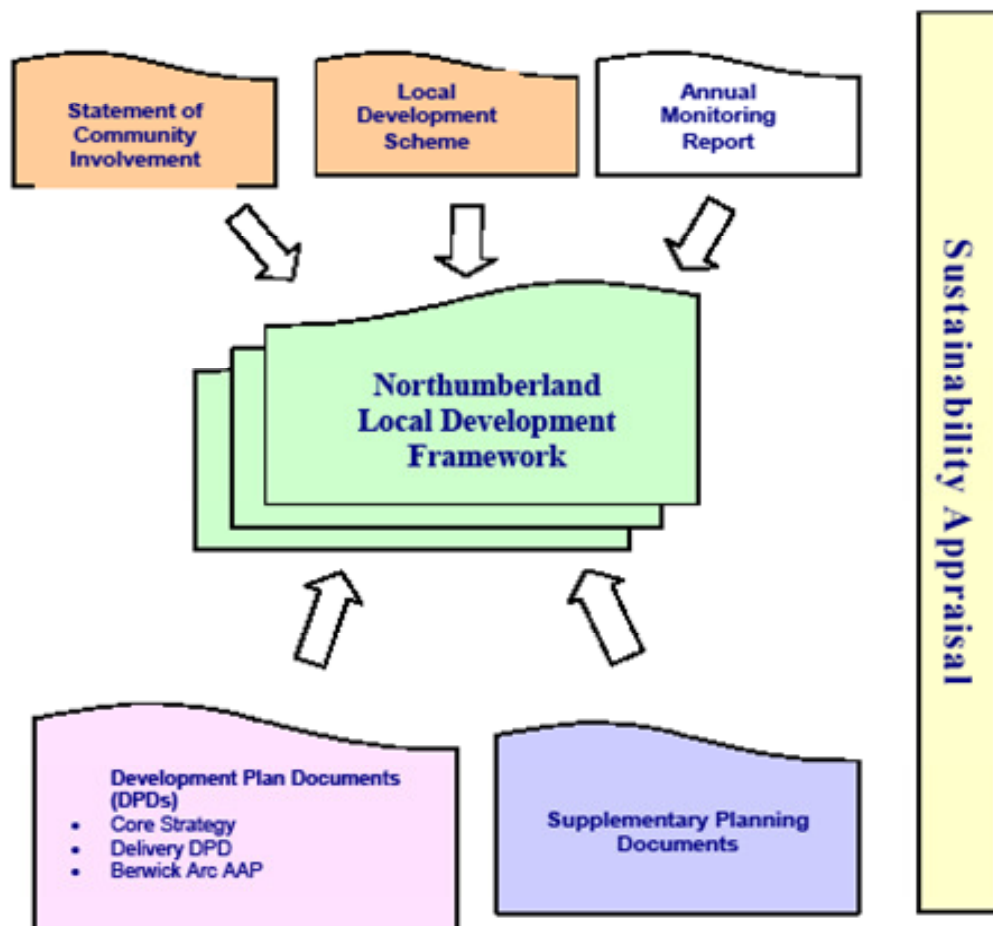 Statement of
Community
Involvement
Local
Development
Scheme
Annual
Monitoring
Report
Northumberland
Local Development
Framework
Development Plan Documents
(DPDs)
• Core Strategy
• Delivery DPD
• Berwick Arc AAP
Supplementary Planning
Documents
Sustainability Appraisal